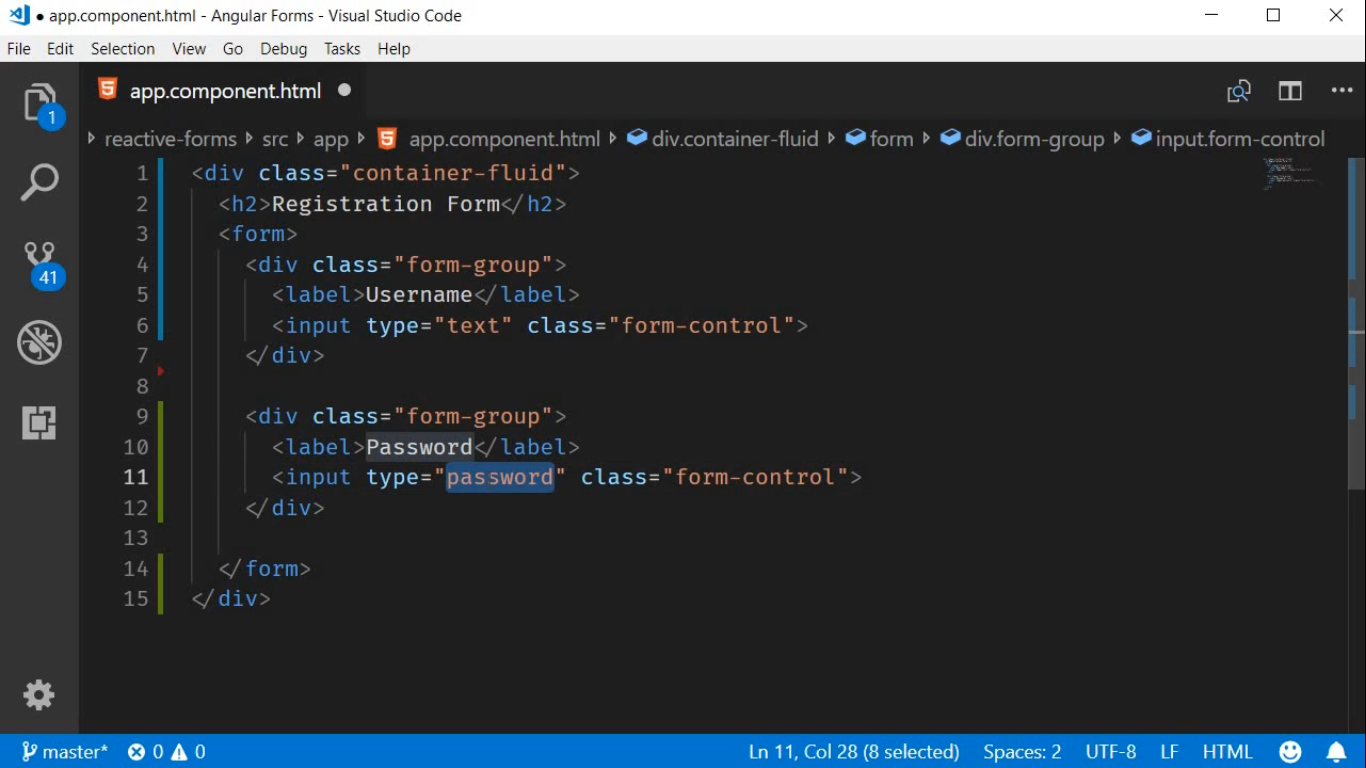 ● app.component.html - Angular Forms - Visual Studio Code
File Edit Selection View Go Debug Tasks Help
app.component.html
1
reactive-forms src app app.component.html div.container-fluid form div.form-group input.form-control
1 <div class="container-fluid">
2 <h2>Registration Form</h2>
3 <form>
4 <div class="form-group">
5 <label>Username</label>
6 <input type="text" class="form-control">
7 </div>
8
9 <div class="form-group">
10 <label>Password</label>
11 <input type="password" class="form-control">
12 </div>
13
14 </form>
15 </div>
41
master* 0 0 Ln 11, Col 28 (8 selected) Spaces: 2 UTF-8 LF HTML